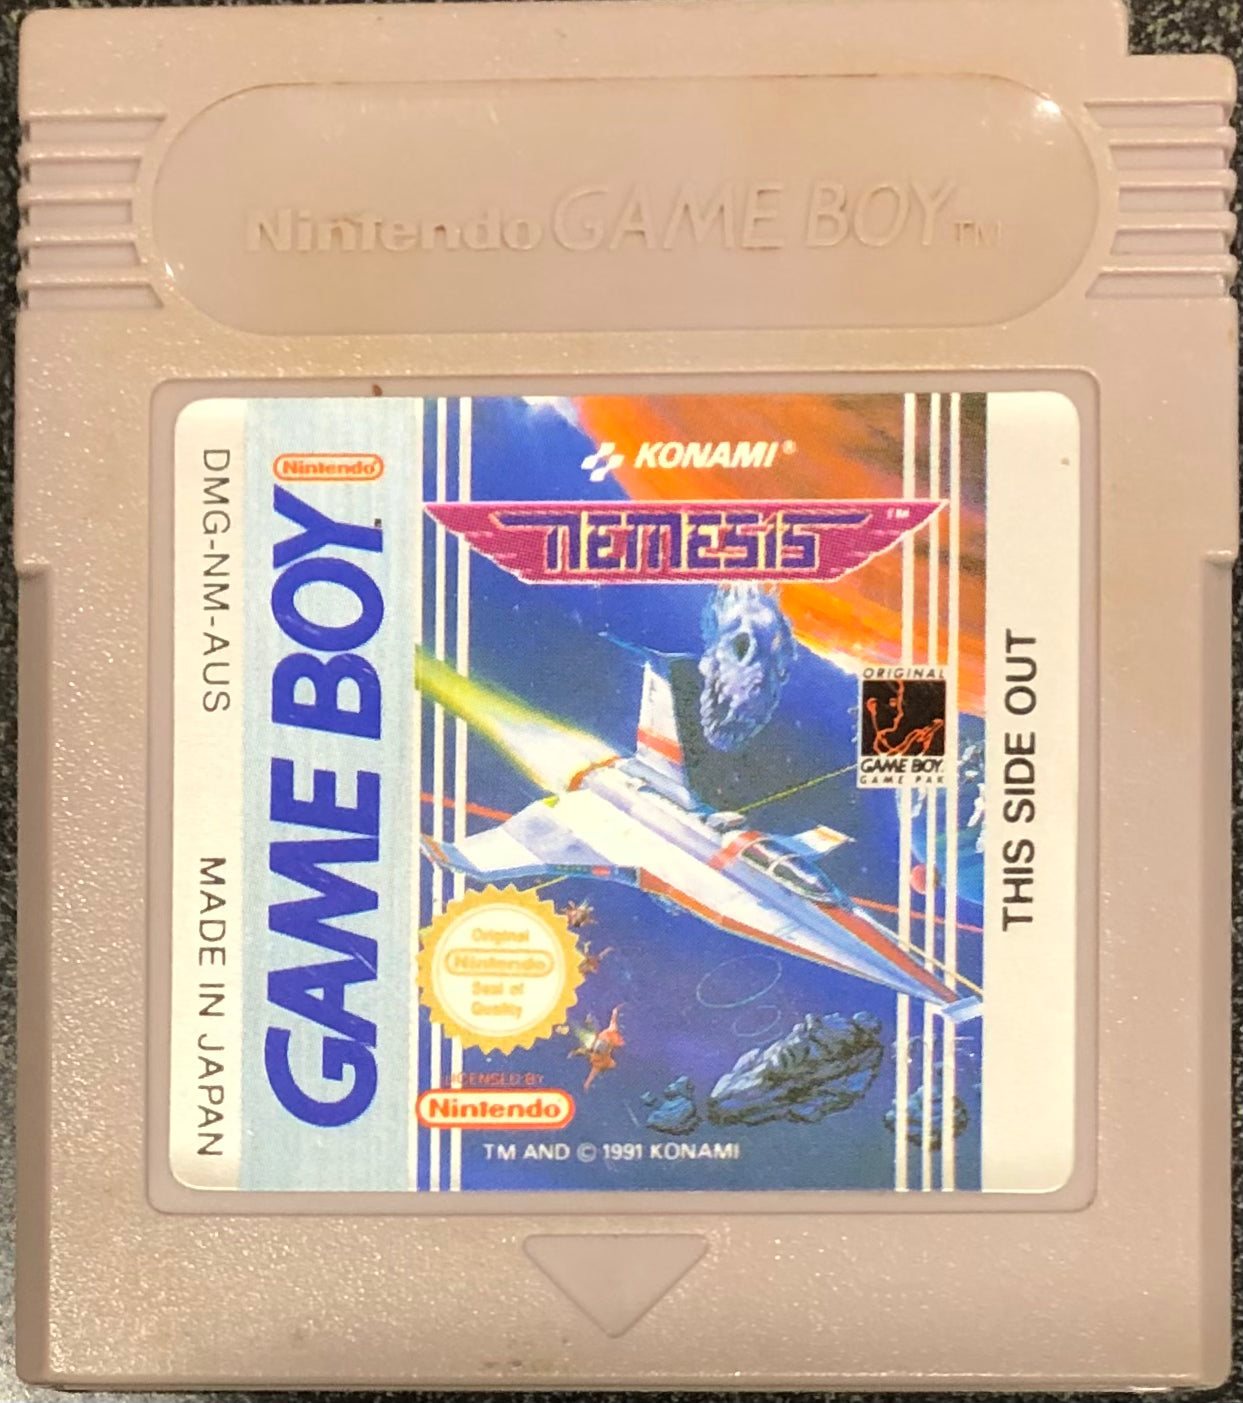 Nintendo GAME BOY TM
DMG-NM-AUS
MADE IN JAPAN
Nintendo
GAME BOY
KONAMI®
NEMESIS TM
ORIGINAL
GAME BOY
GAME PAK
THIS SIDE OUT
Original
Nintendo
Seal of
Quality
LICENSED BY
Nintendo
TM AND © 1991 KONAMI